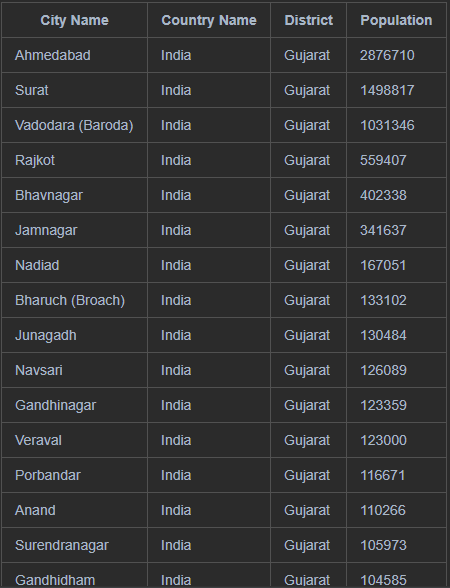 City Name Country Name District Population
Ahmedabad India Gujarat 2876710
Surat India Gujarat 1498817
Vadodara (Baroda) India Gujarat 1031346
Rajkot India Gujarat 559407
Bhavnagar India Gujarat 402338
Jamnagar India Gujarat 341637
Nadiad India Gujarat 167051
Bharuch (Broach) India Gujarat 133102
Junagadh India Gujarat 130484
Navsari India Gujarat 126089
Gandhinagar India Gujarat 123359
Veraval India Gujarat 123000
Porbandar India Gujarat 116671
Anand India Gujarat 110266
Surendranagar India Gujarat 105973
Gandhidham India Gujarat 104585